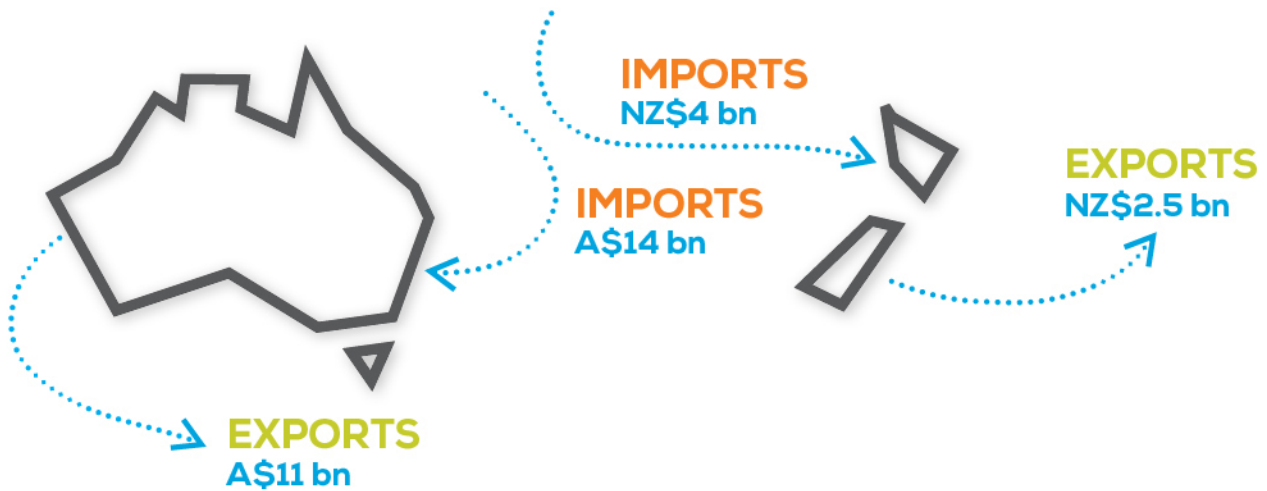 IMPORTS
NZ$4 bn
EXPORTS
NZ$2.5 bn
IMPORTS
A$14 bn
EXPORTS
A$11 bn